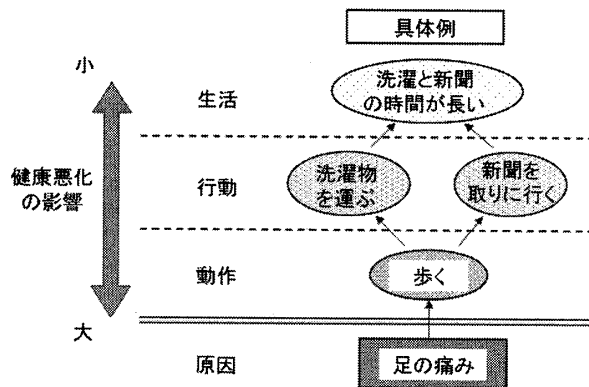 具体例
小
生活
洗濯と新聞
の時間が長い
健康悪化
の影響
行動
洗濯物
を運ぶ
新聞を
取りに行く
動作
歩く
大
原因
足の痛み